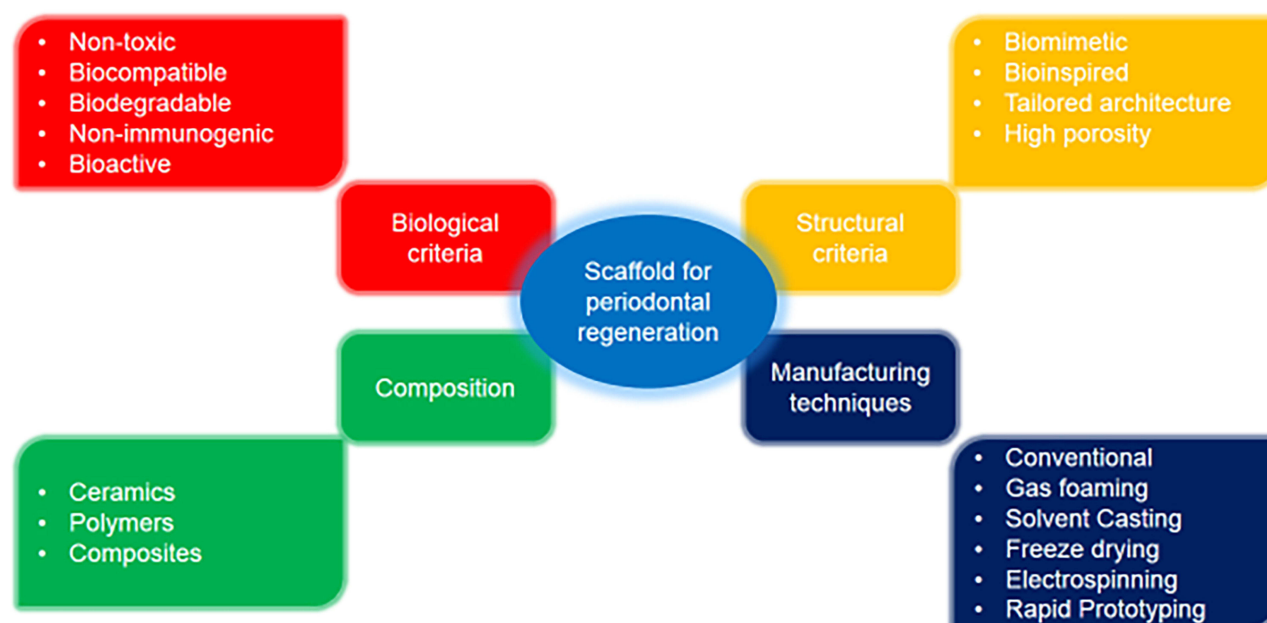 • Non-toxic
• Biocompatible
• Biodegradable
• Non-immunogenic
• Bioactive
• Biomimetic
• Bioinspired
• Tailored architecture
• High porosity
Biological
criteria
Structural
criteria
Scaffold for
periodontal
regeneration
Composition
Manufacturing
techniques
• Ceramics
• Polymers
• Composites
• Conventional
• Gas foaming
• Solvent Casting
• Freeze drying
• Electrospinning
• Rapid Prototyping